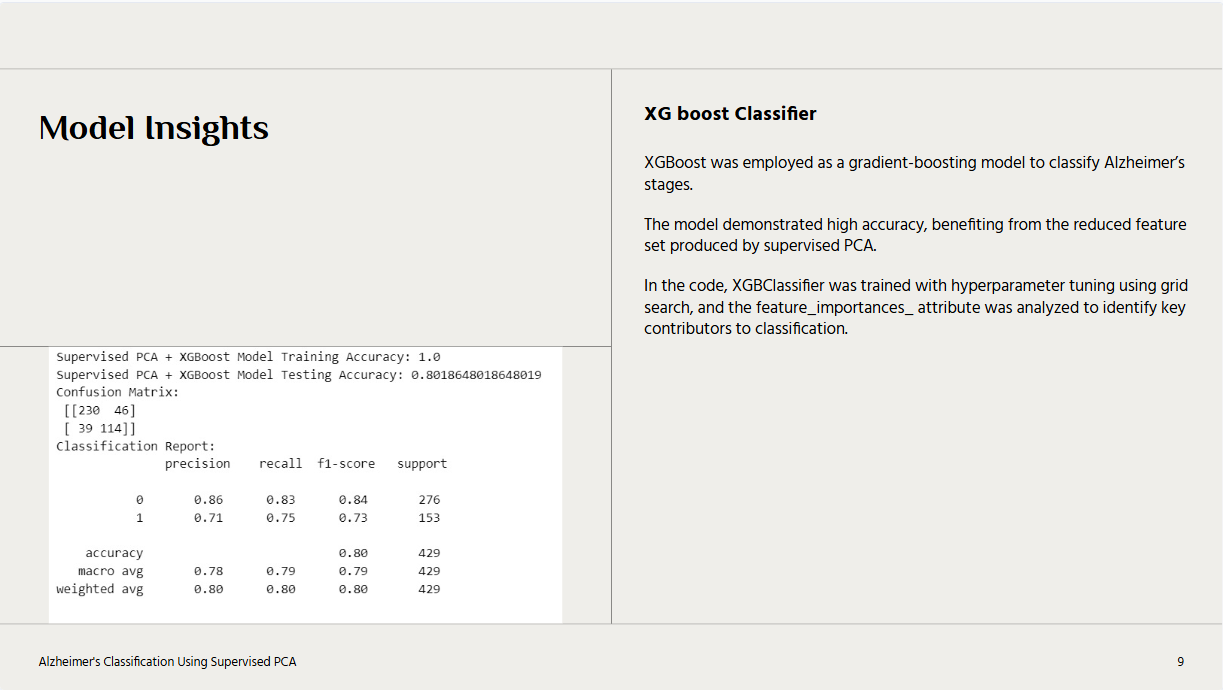 Model Insights
XG boost Classifier
XGBoost was employed as a gradient-boosting model to classify Alzheimer’s
stages.
The model demonstrated high accuracy, benefiting from the reduced feature
set produced by supervised PCA.
In the code, XGBClassifier was trained with hyperparameter tuning using grid
search, and the feature_importances_ attribute was analyzed to identify key
contributors to classification.
Supervised PCA + XGBoost Model Training Accuracy: 1.0
Supervised PCA + XGBoost Model Testing Accuracy: 0.8018648018648019
Confusion Matrix:
[[230  46]
[ 39 114]]
Classification Report:
precision    recall  f1-score   support
0       0.86      0.83      0.84       276
1       0.71      0.75      0.73       153
accuracy                           0.80       429
macro avg       0.78      0.79      0.79       429
weighted avg       0.80      0.80      0.80       429
Alzheimer's Classification Using Supervised PCA
9